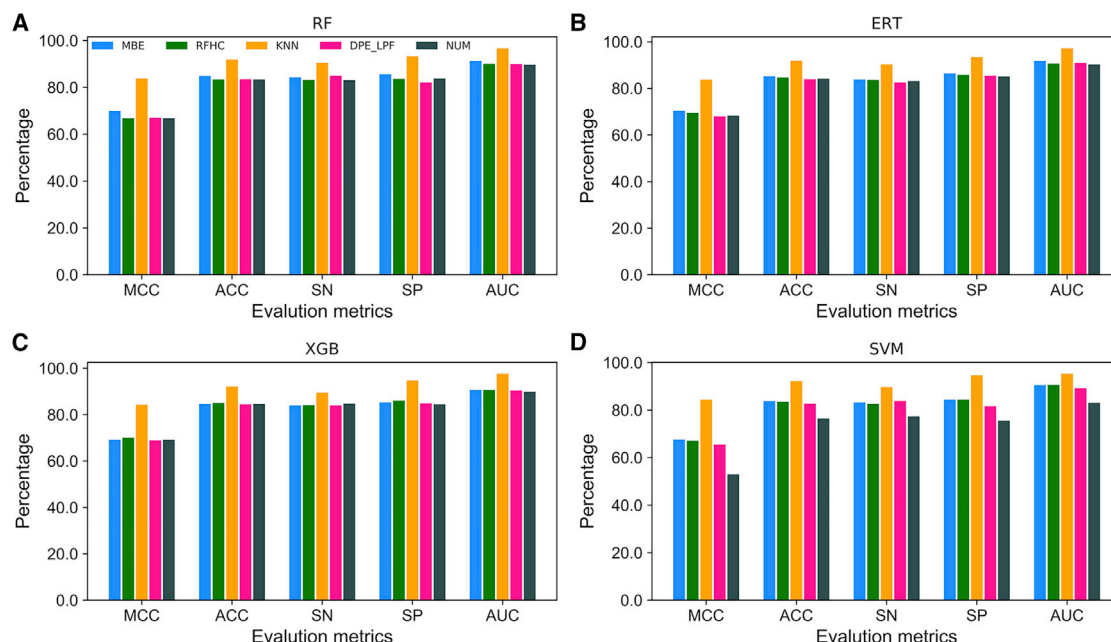 A
RF
MBE RFHC KNN DPE_LPF NUM
100.0
80.0
60.0
40.0
20.0
0.0
Percentage
MCC ACC SN SP AUC
Evalution metrics
B
ERT
100.0
80.0
60.0
40.0
20.0
0.0
Percentage
MCC ACC SN SP AUC
Evalution metrics
C
XGB
100.0
80.0
60.0
40.0
20.0
0.0
Percentage
MCC ACC SN SP AUC
Evalution metrics
D
SVM
100.0
80.0
60.0
40.0
20.0
0.0
Percentage
MCC ACC SN SP AUC
Evalution metrics